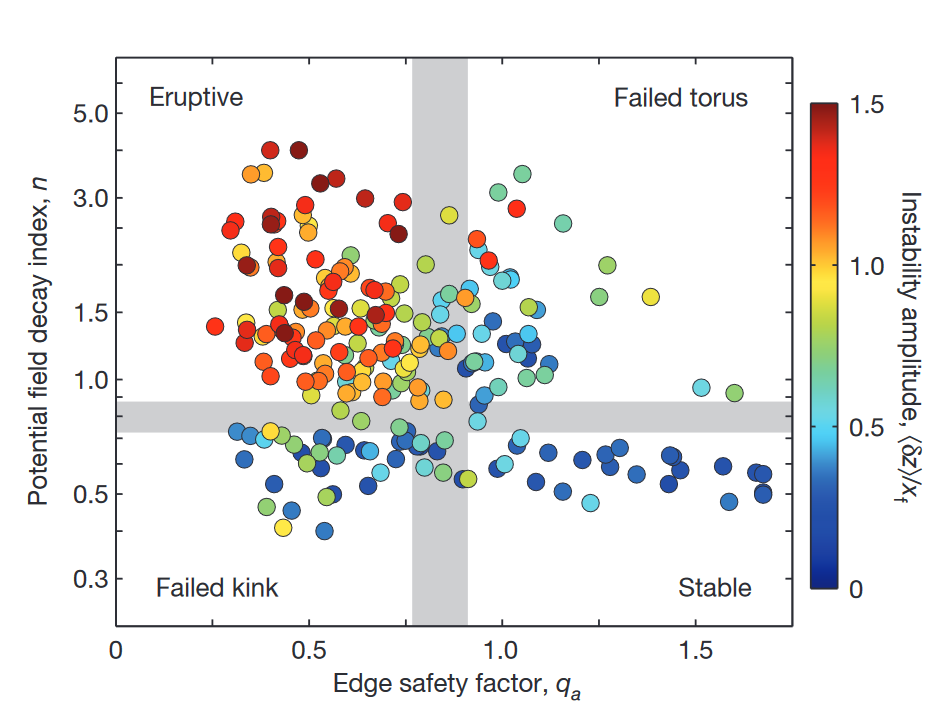 Eruptive
Failed torus
Failed kink
Stable
5.0
3.0
1.5
1.0
0.5
0.3
Potential field decay index, n
0
0.5
1.0
1.5
Edge safety factor, qₐ
1.5
1.0
0.5
0
Instability amplitude, ⟨δz⟩/x_f